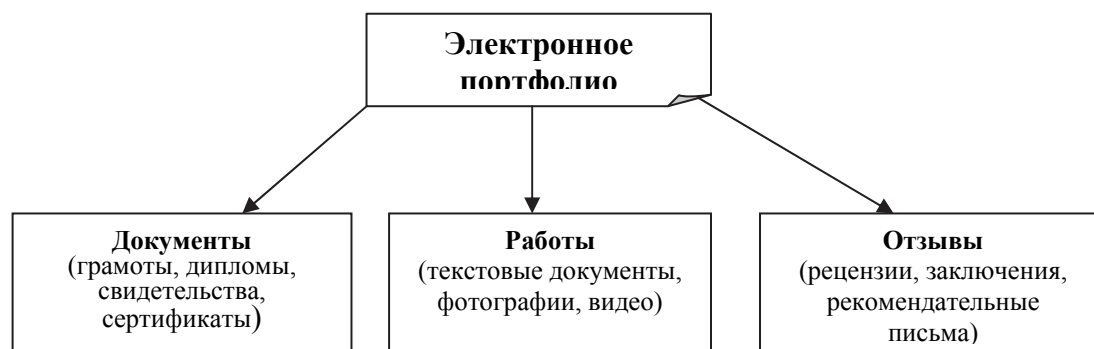 Электронное
портфолио
Документы
(грамоты, дипломы,
свидетельства,
сертификаты)
Работы
(текстовые документы,
фотографии, видео)
Отзывы
(рецензии, заключения,
рекомендательные
письма)